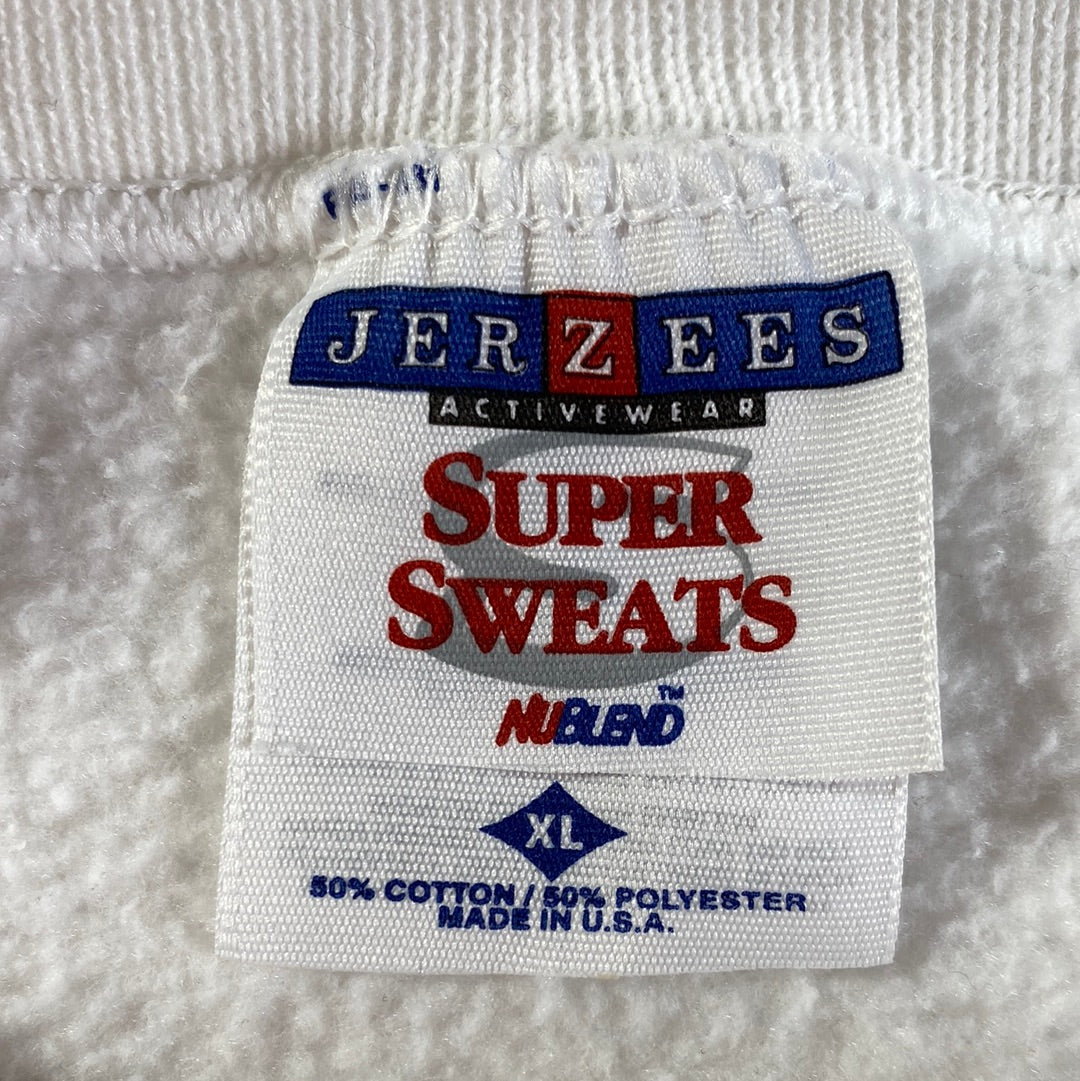 JERZEES
ACTIVEWEAR
SUPER
SWEATS
NUBLEND™
XL
50% COTTON / 50% POLYESTER
MADE IN U.S.A.